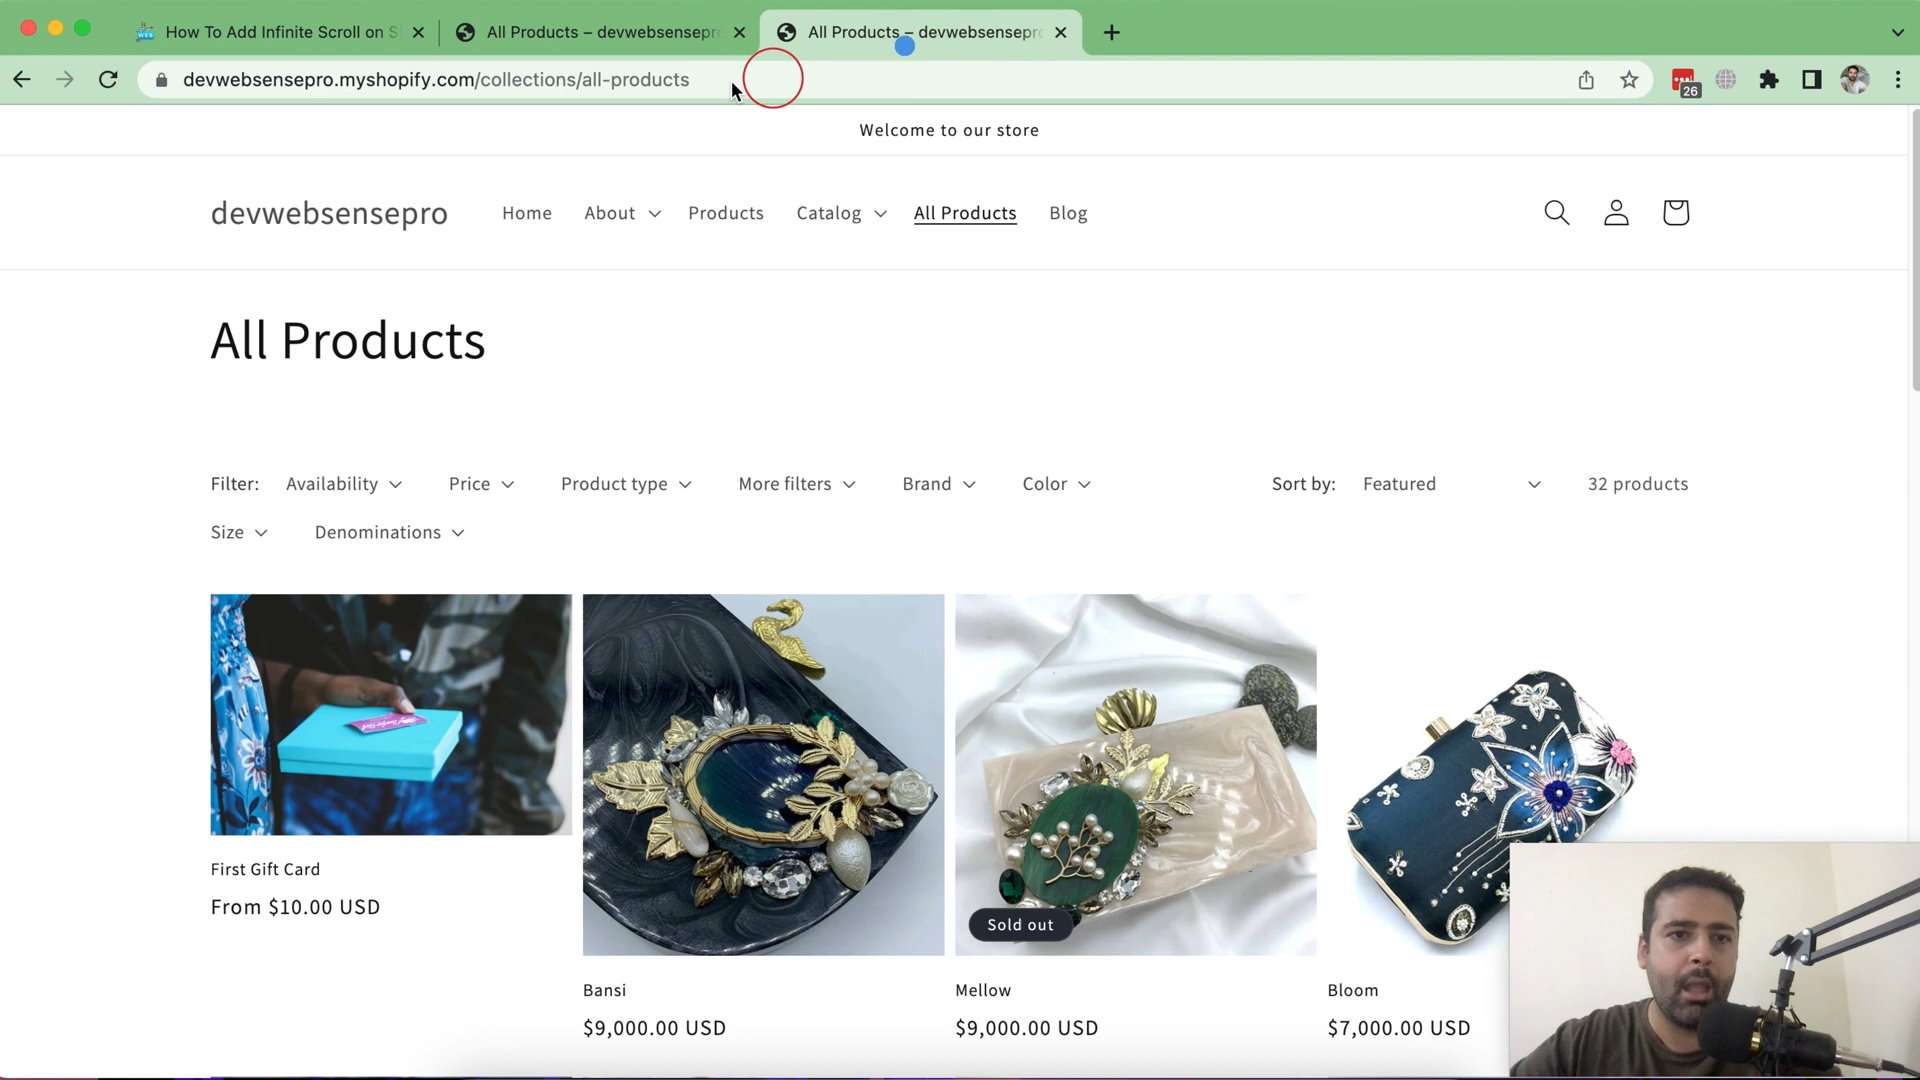 How To Add Infinite Scroll on S
All Products – devwebsensepro
All Products – devwebsensepro
devwebsensepro.myshopify.com/collections/all-products
26
Welcome to our store
devwebsensepro
Home
About
Products
Catalog
All Products
Blog
All Products
Filter:
Availability
Price
Product type
More filters
Brand
Color
Sort by:
Featured
32 products
Size
Denominations
Sold out
First Gift Card
From $10.00 USD
Bansi
$9,000.00 USD
Mellow
$9,000.00 USD
Bloom
$7,000.00 USD